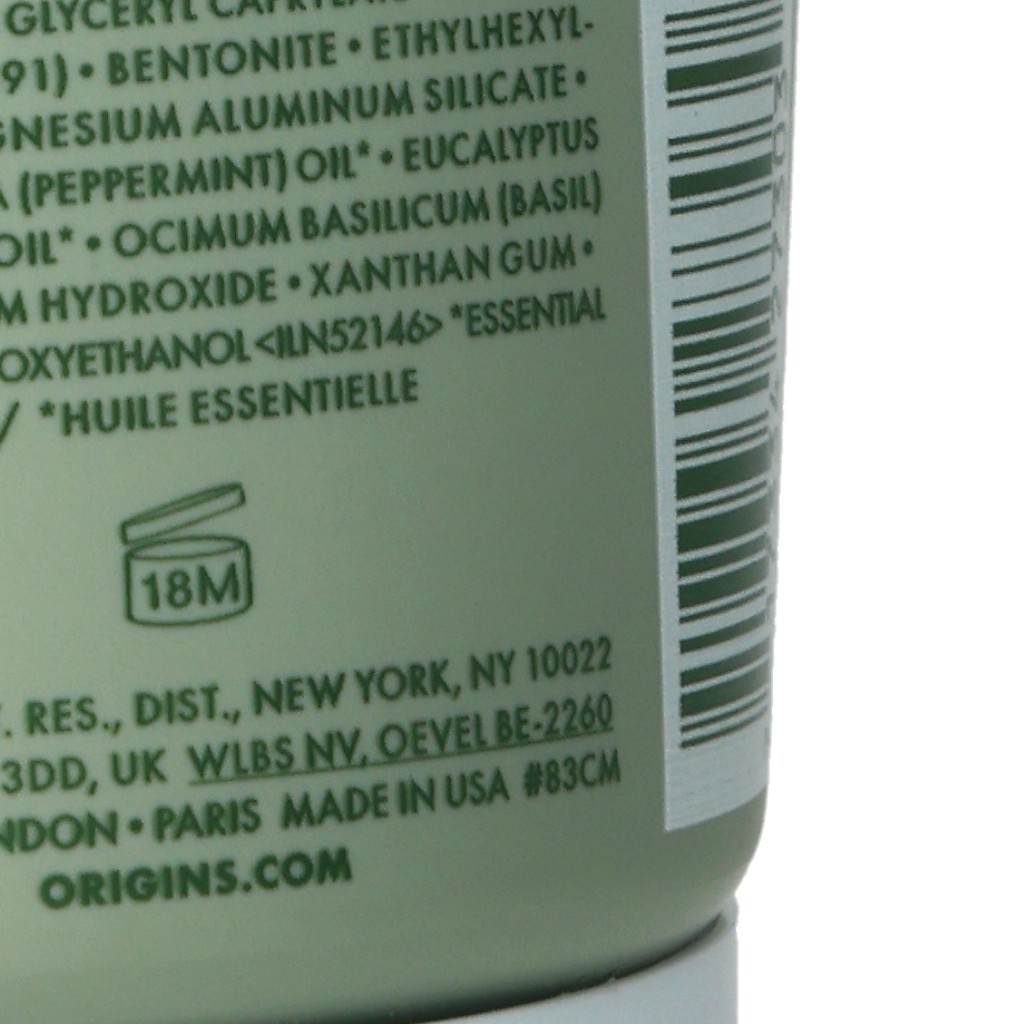 GLYCERYL
91) • BENTONITE • ETHYLHEXYL-
MAGNESIUM ALUMINUM SILICATE •
(PEPPERMINT) OIL* • EUCALYPTUS
OIL* • OCIMUM BASILICUM (BASIL)
M HYDROXIDE • XANTHAN GUM •
OXYETHANOL <ILN52146> *ESSENTIAL
/ *HUILE ESSENTIELLE
18M
. RES., DIST., NEW YORK, NY 10022
3DD, UK WLBS NV, OEVEL BE-2260
NDON • PARIS MADE IN USA #83CM
ORIGINS.COM